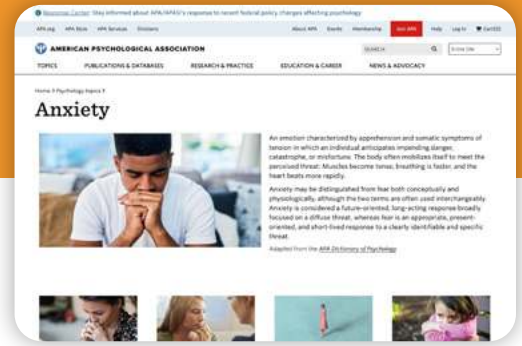 Response Center: Stay informed about APA/APASI's response to recent federal policy changes affecting psychology
APA.org APA Style APA Services Divisions About APA Events Membership Join APA Help Log In Cart
AMERICAN PSYCHOLOGICAL ASSOCIATION SEARCH Entire Site
TOPICS PUBLICATIONS & DATABASES RESEARCH & PRACTICE EDUCATION & CAREER NEWS & ADVOCACY
Home Psychology topics
Anxiety
An emotion characterized by apprehension and somatic symptoms of
tension in which an individual anticipates impending danger,
catastrophe, or misfortune. The body often mobilizes itself to meet the
perceived threat: Muscles become tense, breathing is faster, and the
heart beats more rapidly.
Anxiety may be distinguished from fear both conceptually and
physiologically, although the two terms are often used interchangeably.
Anxiety is considered a future-oriented, long-acting response broadly
focused on a diffuse threat, whereas fear is an appropriate, present-
oriented, and short-lived response to a clearly identifiable and specific
threat.
Adapted from the APA Dictionary of Psychology